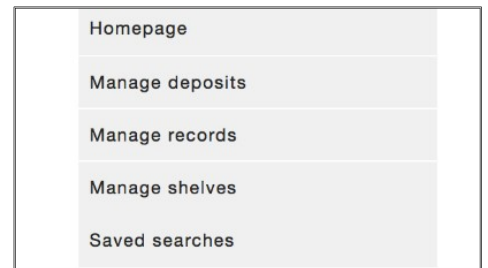 Homepage
Manage deposits
Manage records
Manage shelves
Saved searches